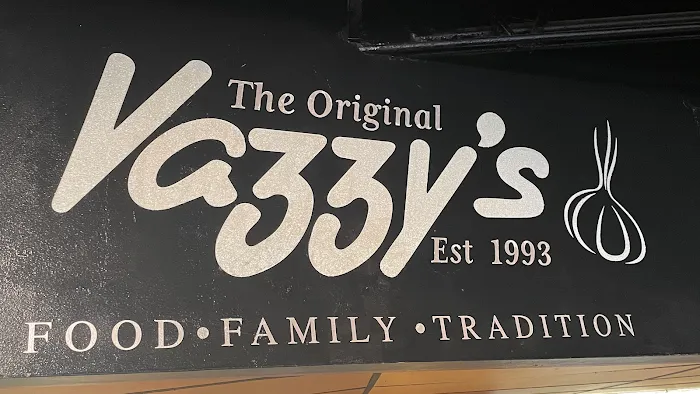 The Original
Vazzy's
Est 1993
FOOD•FAMILY•TRADITION